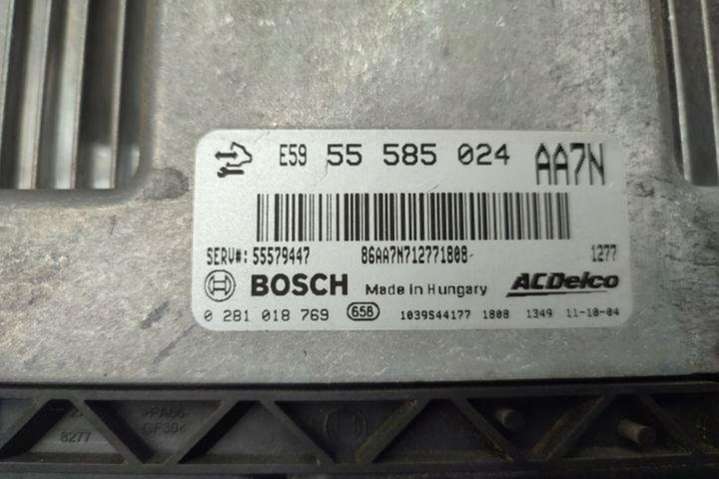 E59 55 585 024 AA7N
SERV#: 55579447 86AA7N712771808 1277
BOSCH Made in Hungary ACDelco
0 281 018 769 658 1039S44177 1808 1349 11-10-04
8277